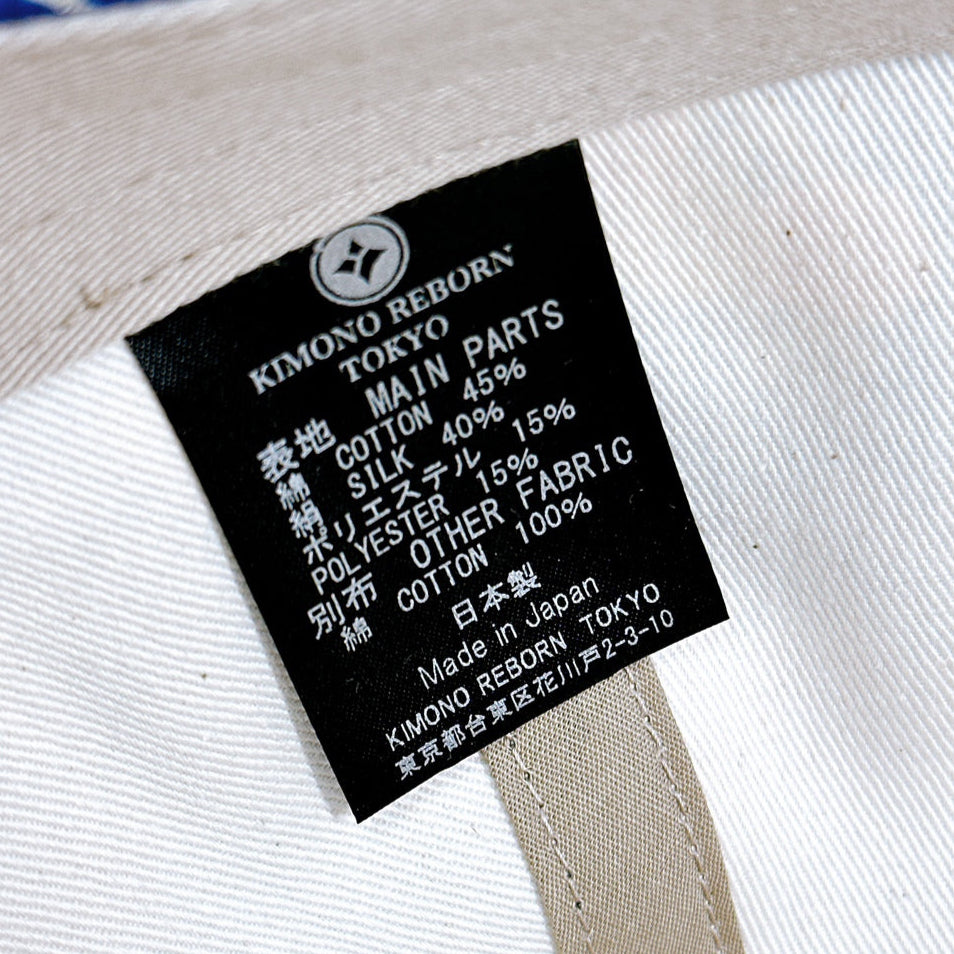 KIMONO REBORN
TOKYO
表地 MAIN PARTS
綿 COTTON 45%
絹 SILK 40%
ポリエステル 15%
POLYESTER 15%
別布 OTHER FABRIC
綿 COTTON 100%
日本製
Made in Japan
KIMONO REBORN TOKYO
東京都台東区花川戸2-3-10